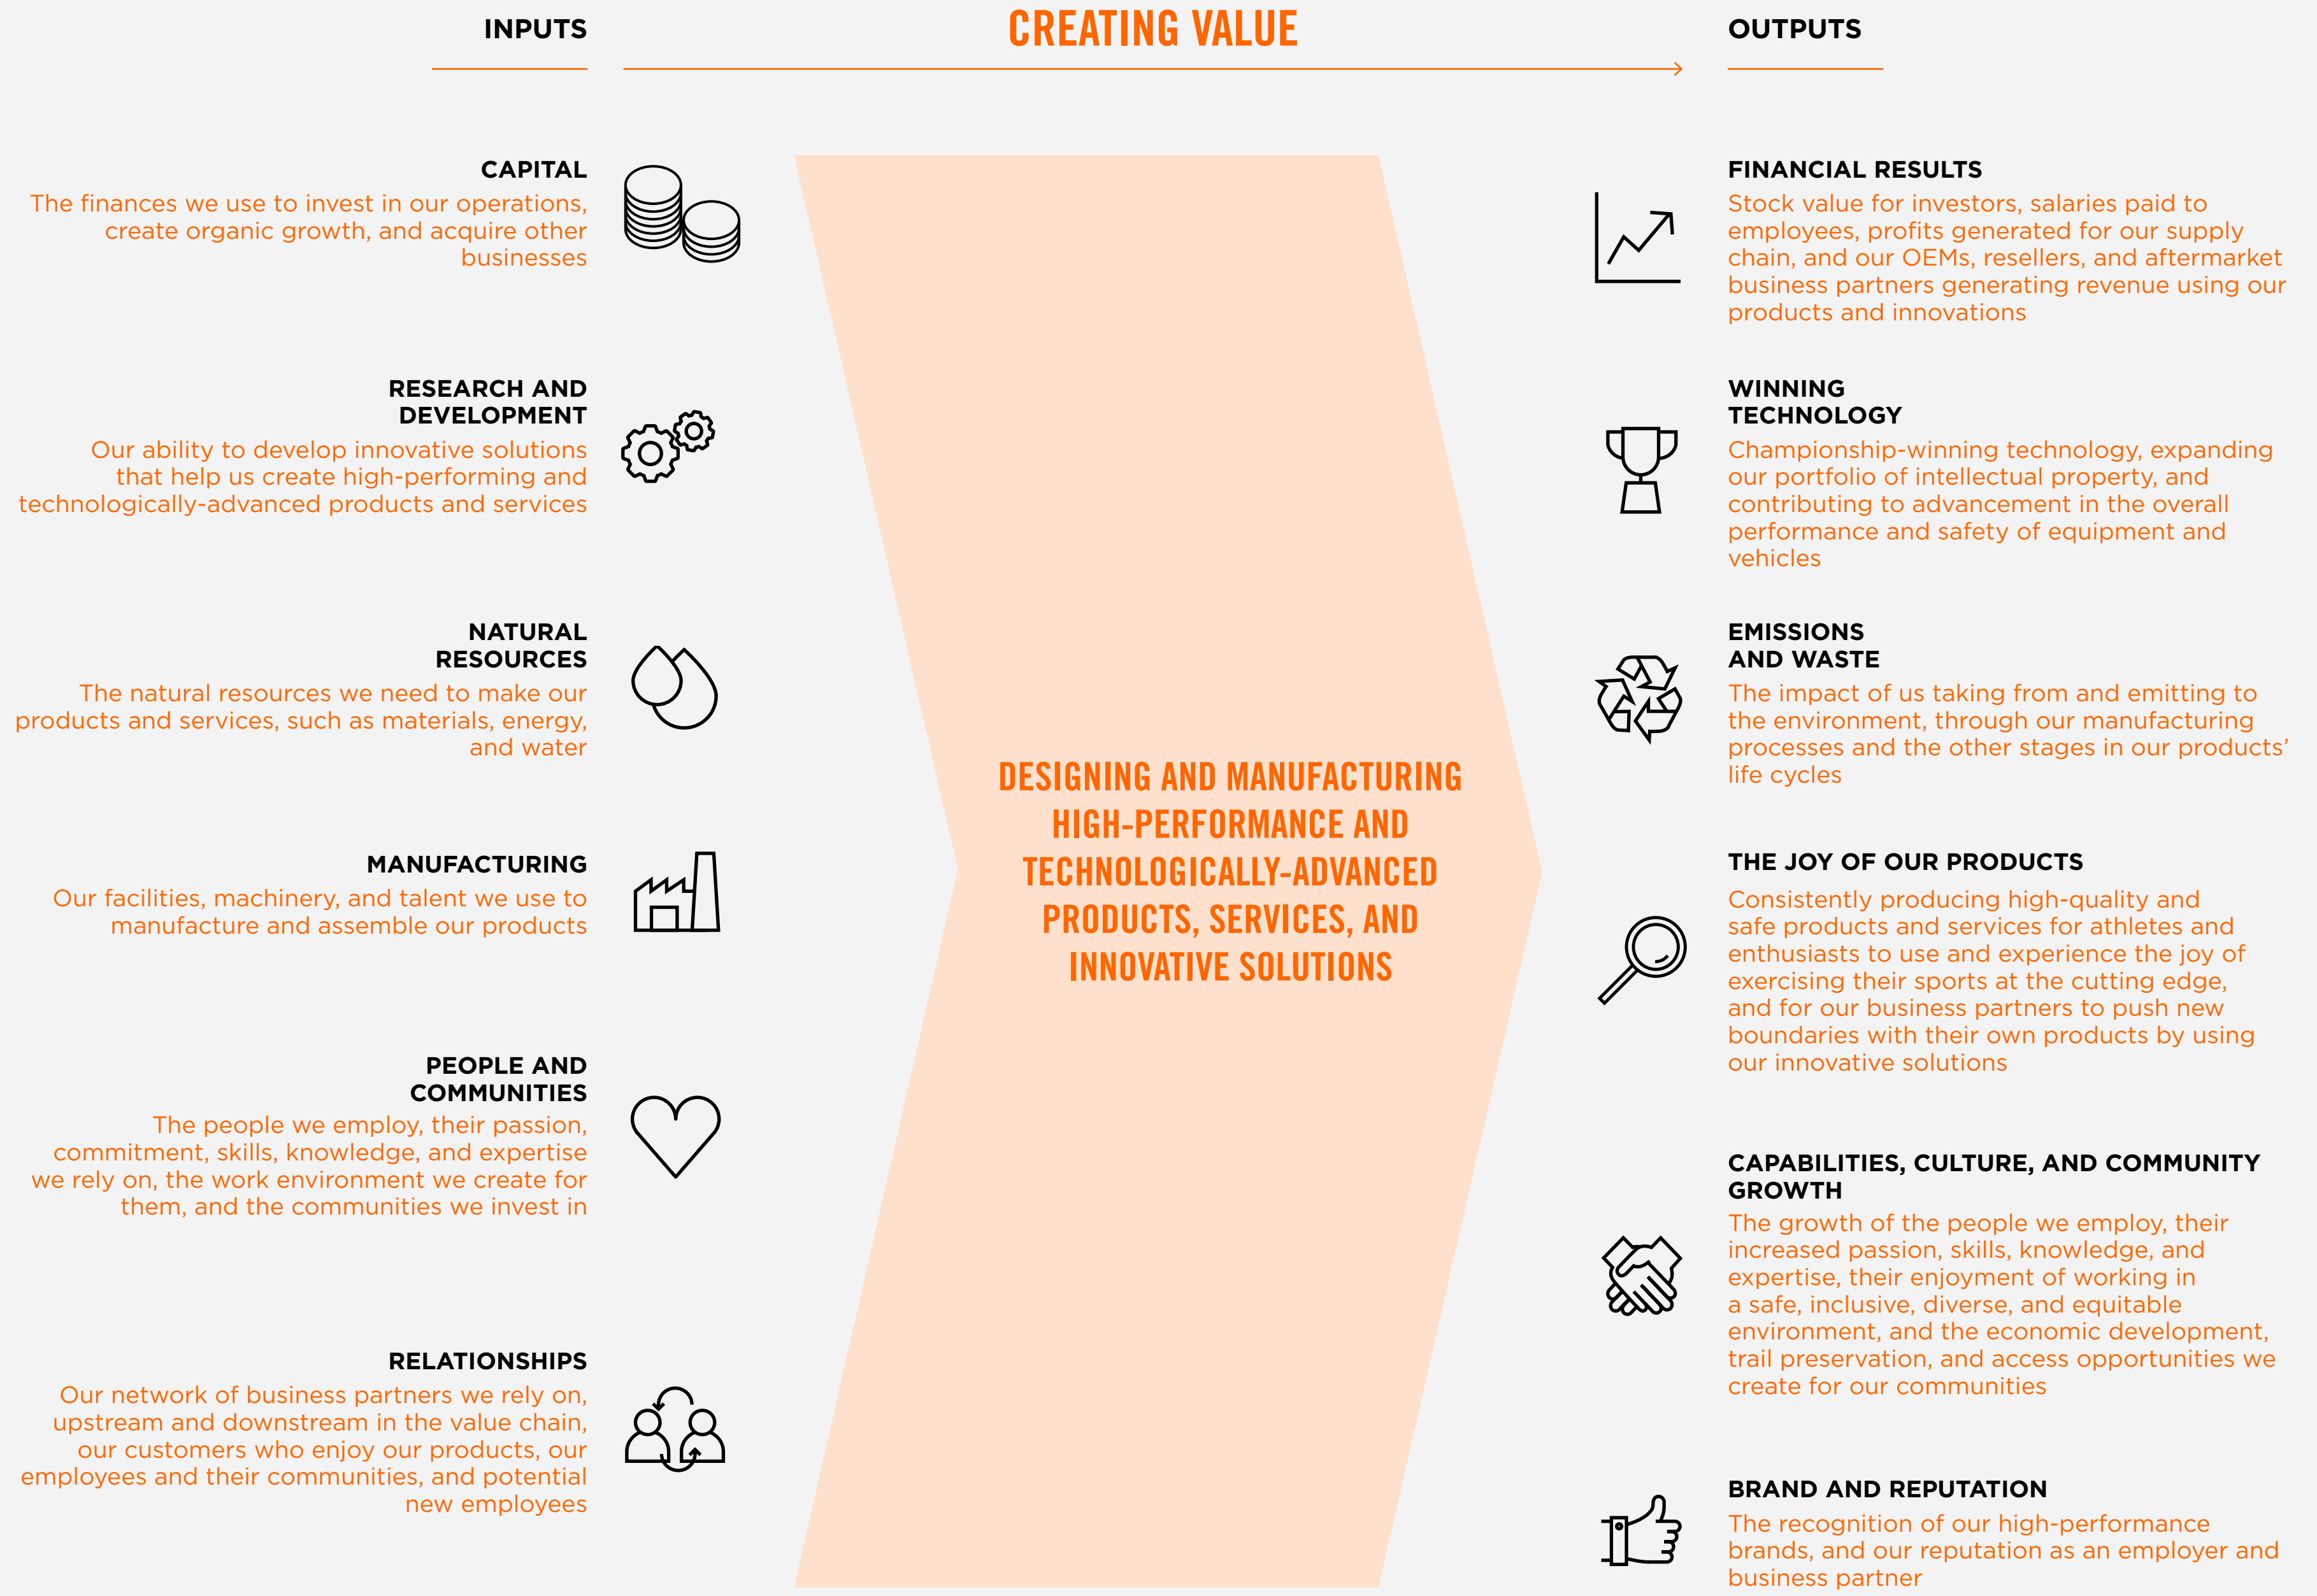 INPUTS
CREATING VALUE
OUTPUTS
CAPITAL
The finances we use to invest in our operations,
create organic growth, and acquire other
businesses
RESEARCH AND
DEVELOPMENT
Our ability to develop innovative solutions
that help us create high-performing and
technologically-advanced products and services
NATURAL
RESOURCES
The natural resources we need to make our
products and services, such as materials, energy,
and water
MANUFACTURING
Our facilities, machinery, and talent we use to
manufacture and assemble our products
PEOPLE AND
COMMUNITIES
The people we employ, their passion,
commitment, skills, knowledge, and expertise
we rely on, the work environment we create for
them, and the communities we invest in
RELATIONSHIPS
Our network of business partners we rely on,
upstream and downstream in the value chain,
our customers who enjoy our products, our
employees and their communities, and potential
new employees
DESIGNING AND MANUFACTURING
HIGH-PERFORMANCE AND
TECHNOLOGICALLY-ADVANCED
PRODUCTS, SERVICES, AND
INNOVATIVE SOLUTIONS
FINANCIAL RESULTS
Stock value for investors, salaries paid to
employees, profits generated for our supply
chain, and our OEMs, resellers, and aftermarket
business partners generating revenue using our
products and innovations
WINNING
TECHNOLOGY
Championship-winning technology, expanding
our portfolio of intellectual property, and
contributing to advancement in the overall
performance and safety of equipment and
vehicles
EMISSIONS
AND WASTE
The impact of us taking from and emitting to
the environment, through our manufacturing
processes and the other stages in our products’
life cycles
THE JOY OF OUR PRODUCTS
Consistently producing high-quality and
safe products and services for athletes and
enthusiasts to use and experience the joy of
exercising their sports at the cutting edge,
and for our business partners to push new
boundaries with their own products by using
our innovative solutions
CAPABILITIES, CULTURE, AND COMMUNITY
GROWTH
The growth of the people we employ, their
increased passion, skills, knowledge, and
expertise, their enjoyment of working in
a safe, inclusive, diverse, and equitable
environment, and the economic development,
trail preservation, and access opportunities we
create for our communities
BRAND AND REPUTATION
The recognition of our high-performance
brands, and our reputation as an employer and
business partner